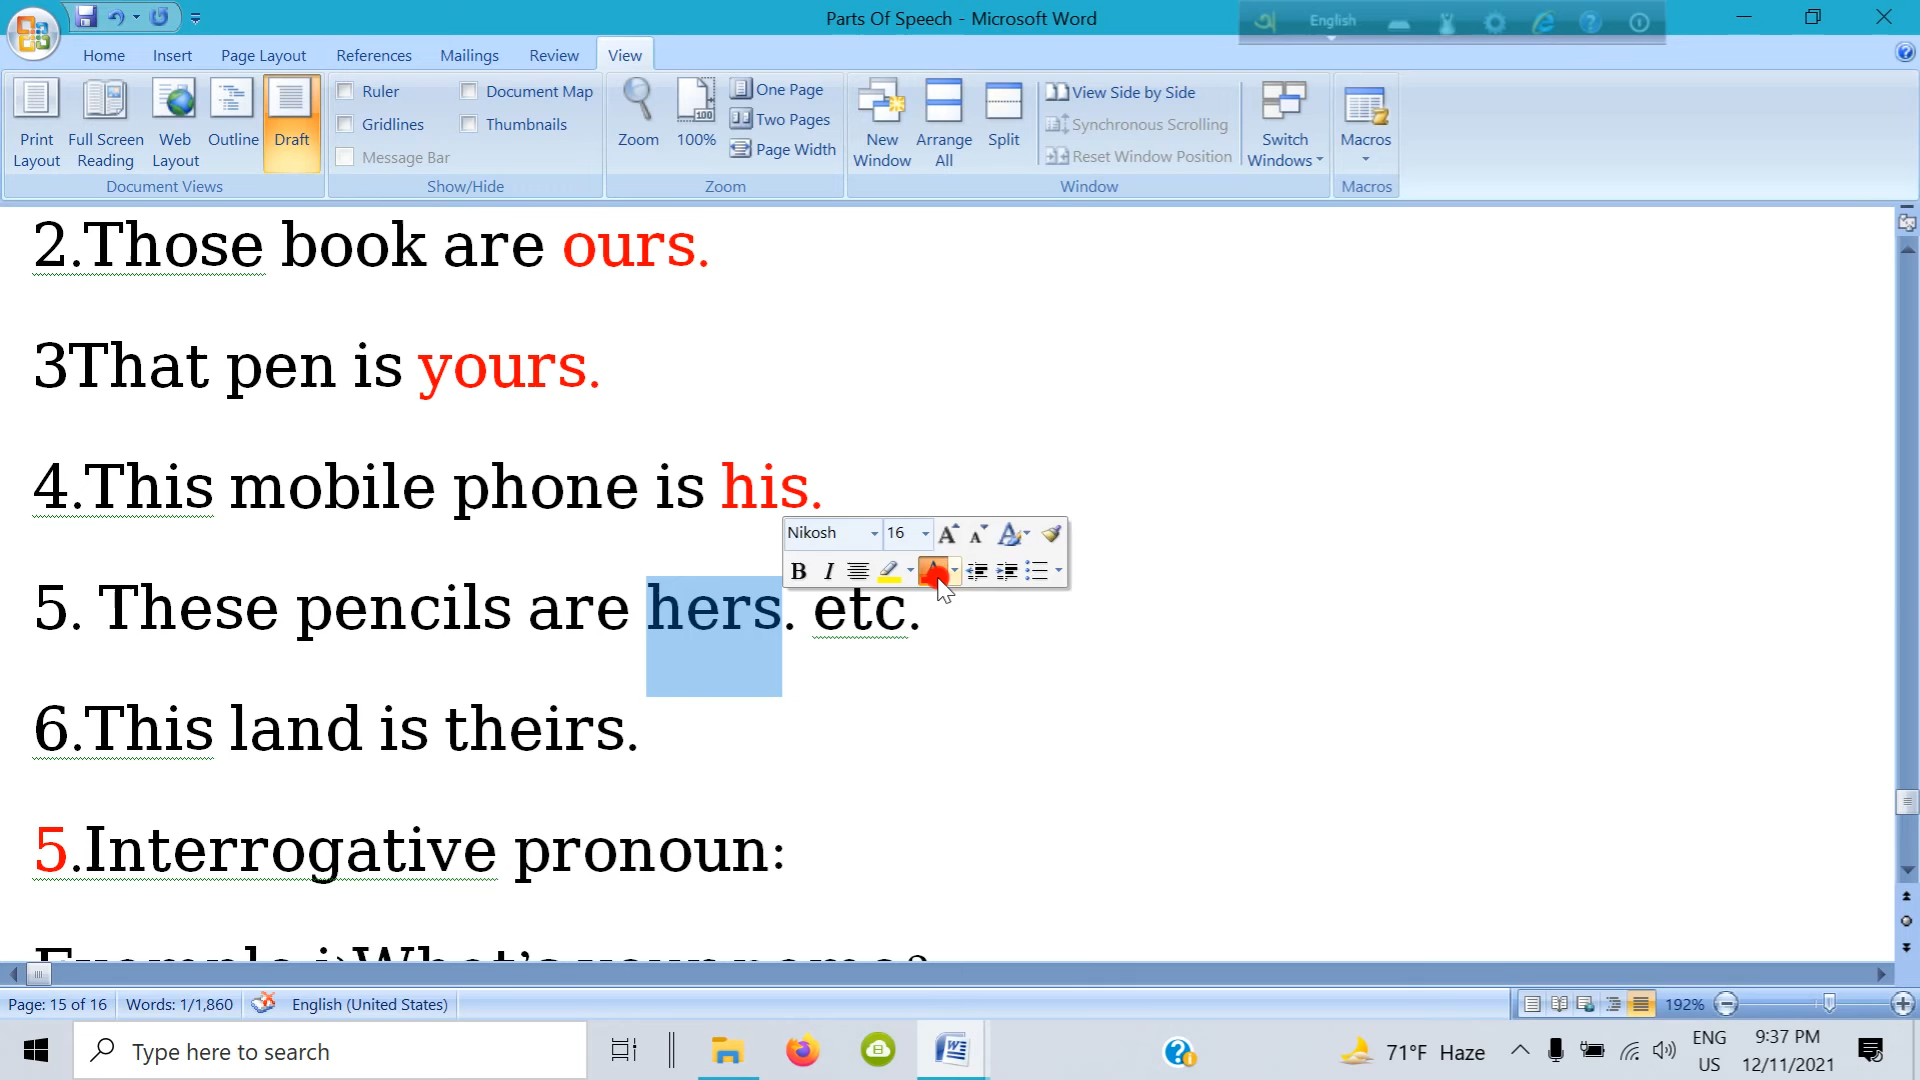 Parts Of Speech - Microsoft Word
English
Home Insert Page Layout References Mailings Review View
Print Layout
Full Screen Reading
Web Layout
Outline
Draft
Document Views
Ruler
Gridlines
Message Bar
Document Map
Thumbnails
Show/Hide
Zoom
100%
One Page
Two Pages
Page Width
Zoom
New Window
Arrange All
Split
View Side by Side
Synchronous Scrolling
Reset Window Position
Switch Windows
Window
Macros
Macros
2.Those book are ours.
3That pen is yours.
4.This mobile phone is his.
Nikosh 16
B I
5. These pencils are hers. etc.
6.This land is theirs.
5.Interrogative pronoun:
Example i)What's your name?
Page: 15 of 16 Words: 1/1,860 English (United States) 192%
Type here to search
71°F Haze
ENG US
9:37 PM
12/11/2021